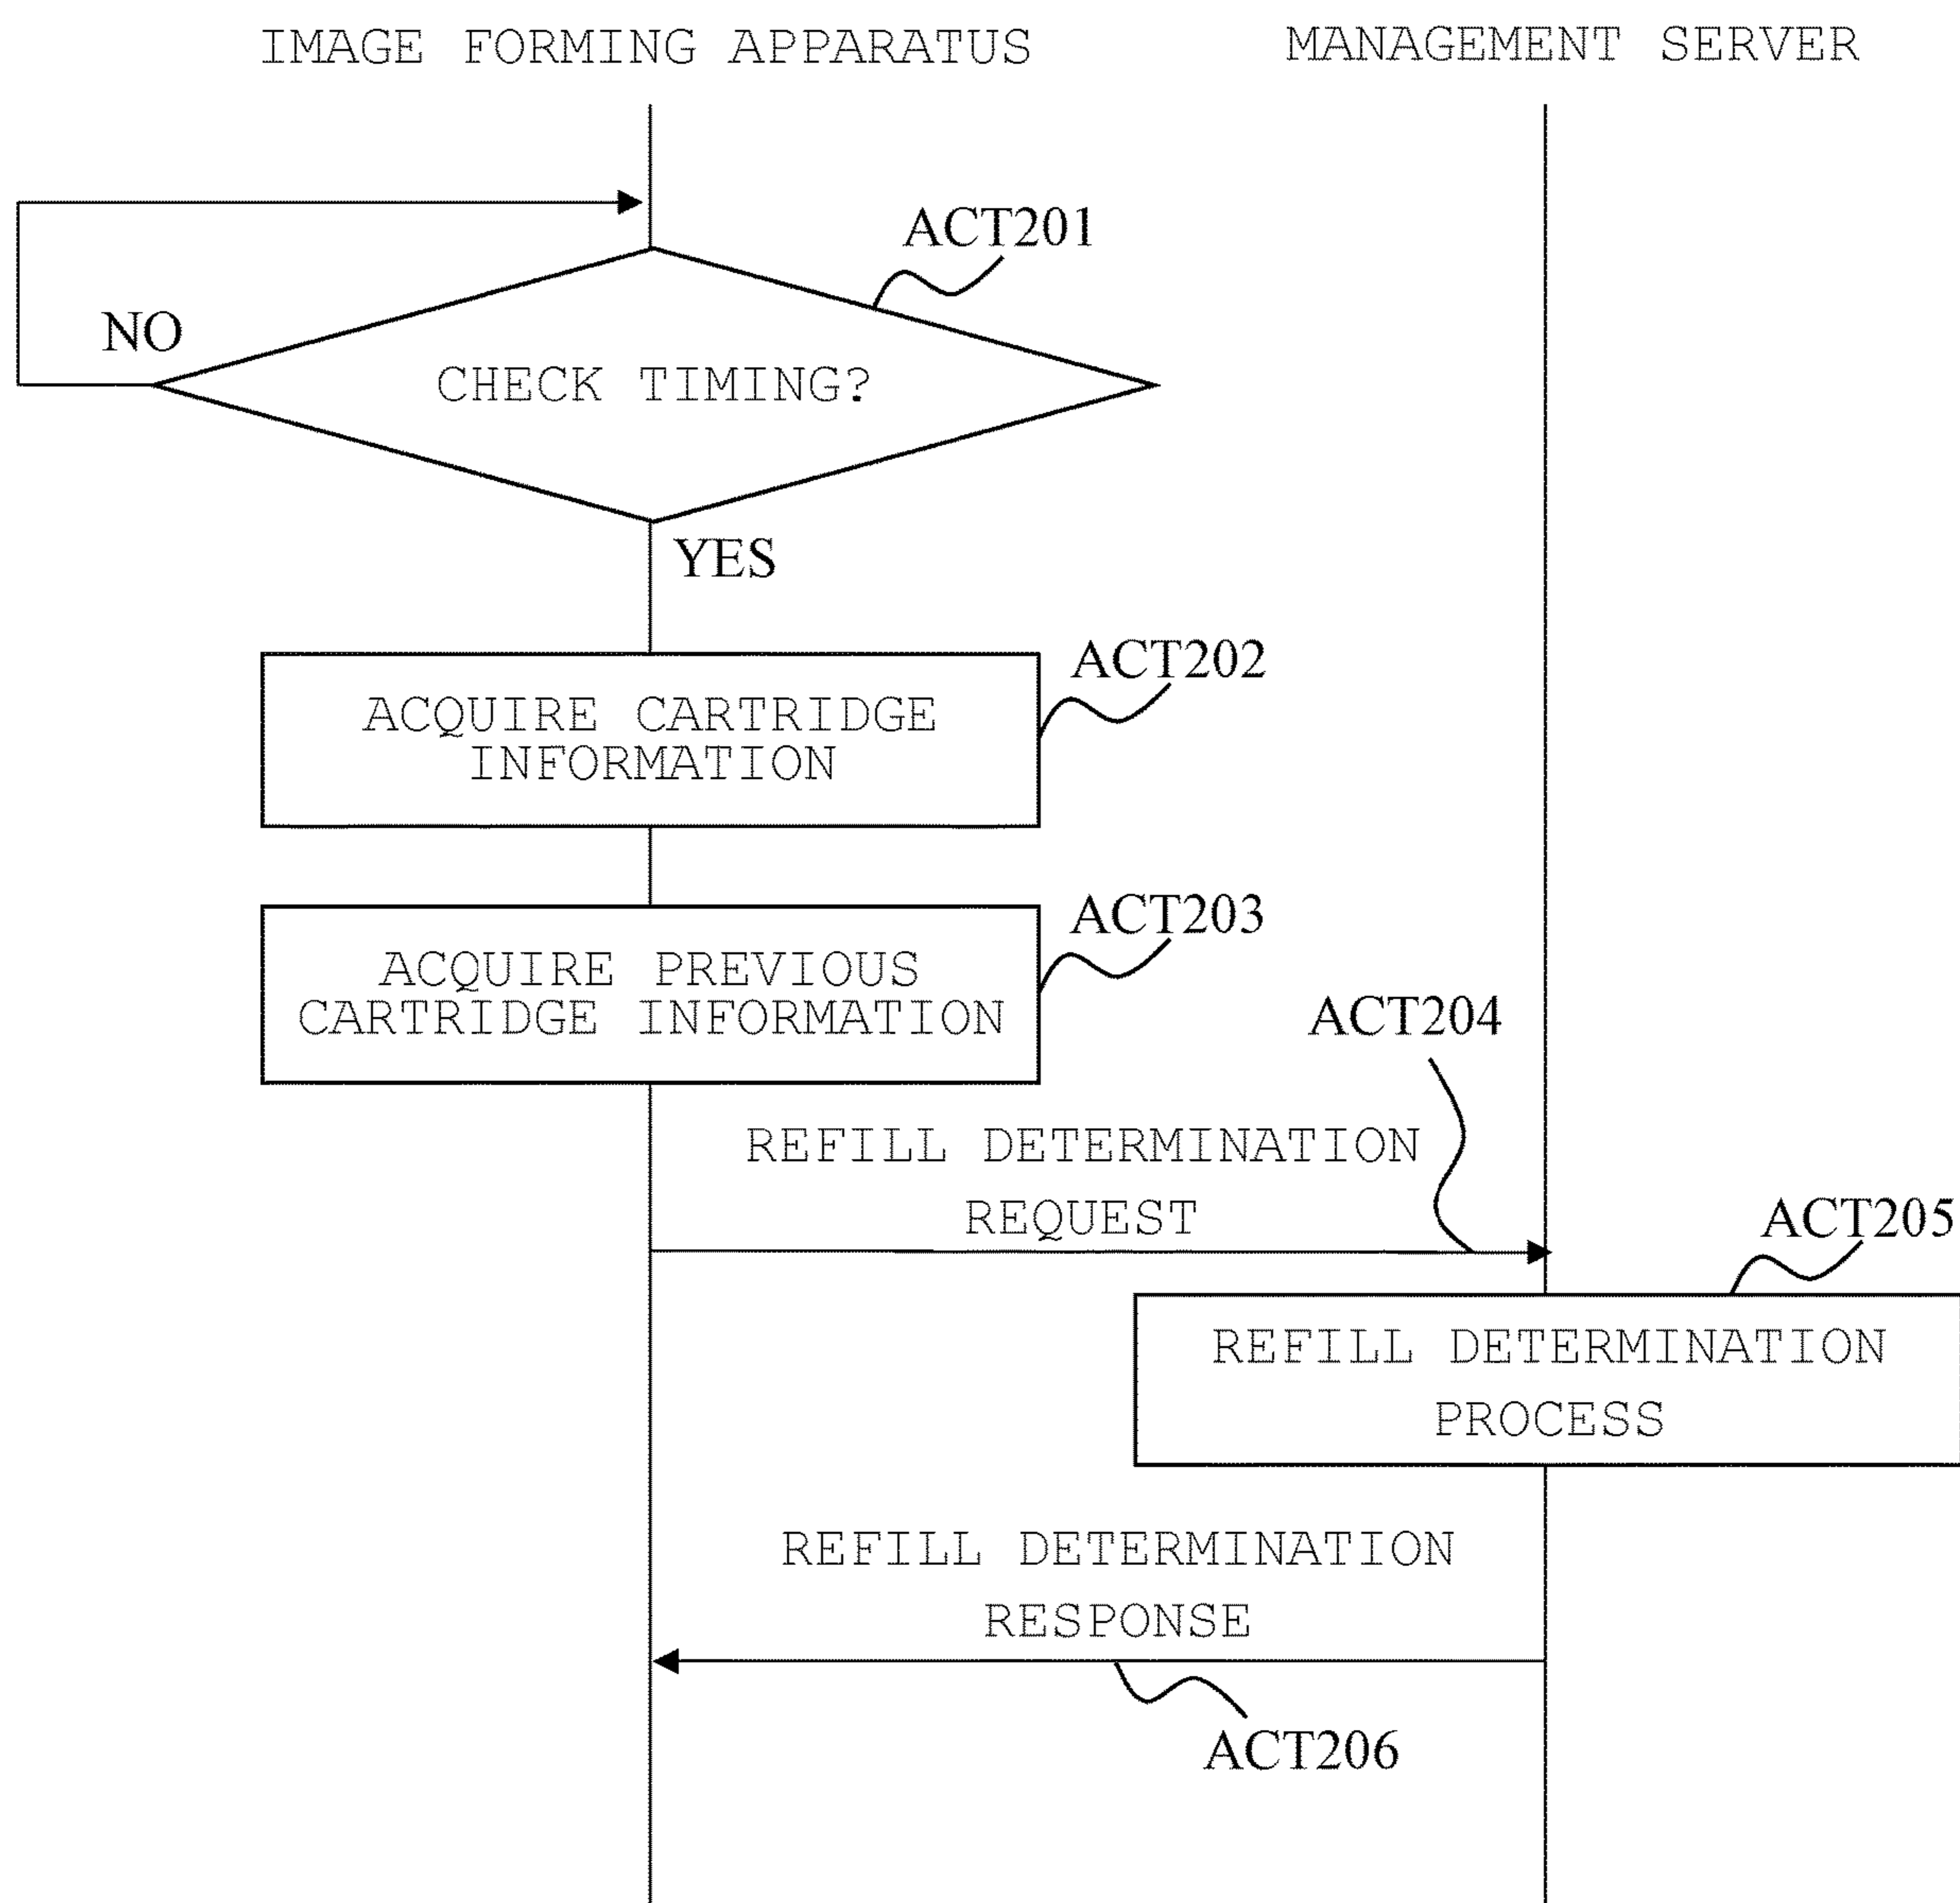 IMAGE FORMING APPARATUS
MANAGEMENT SERVER
ACT201
NO
CHECK TIMING?
YES
ACT202
ACQUIRE CARTRIDGE
INFORMATION
ACT203
ACQUIRE PREVIOUS
CARTRIDGE INFORMATION
ACT204
REFILL DETERMINATION
REQUEST
ACT205
REFILL DETERMINATION
PROCESS
REFILL DETERMINATION
RESPONSE
ACT206